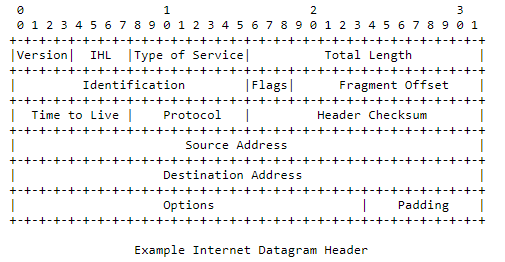 0                   1                   2                   3
0 1 2 3 4 5 6 7 8 9 0 1 2 3 4 5 6 7 8 9 0 1 2 3 4 5 6 7 8 9 0 1
+-+-+-+-+-+-+-+-+-+-+-+-+-+-+-+-+-+-+-+-+-+-+-+-+-+-+-+-+-+-+-+-+
|Version|  IHL  |Type of Service|          Total Length         |
+-+-+-+-+-+-+-+-+-+-+-+-+-+-+-+-+-+-+-+-+-+-+-+-+-+-+-+-+-+-+-+-+
|         Identification        |Flags|      Fragment Offset    |
+-+-+-+-+-+-+-+-+-+-+-+-+-+-+-+-+-+-+-+-+-+-+-+-+-+-+-+-+-+-+-+-+
|  Time to Live |    Protocol   |         Header Checksum       |
+-+-+-+-+-+-+-+-+-+-+-+-+-+-+-+-+-+-+-+-+-+-+-+-+-+-+-+-+-+-+-+-+
|                       Source Address                          |
+-+-+-+-+-+-+-+-+-+-+-+-+-+-+-+-+-+-+-+-+-+-+-+-+-+-+-+-+-+-+-+-+
|                    Destination Address                        |
+-+-+-+-+-+-+-+-+-+-+-+-+-+-+-+-+-+-+-+-+-+-+-+-+-+-+-+-+-+-+-+-+
|                    Options                    |    Padding    |
+-+-+-+-+-+-+-+-+-+-+-+-+-+-+-+-+-+-+-+-+-+-+-+-+-+-+-+-+-+-+-+-+
Example Internet Datagram Header